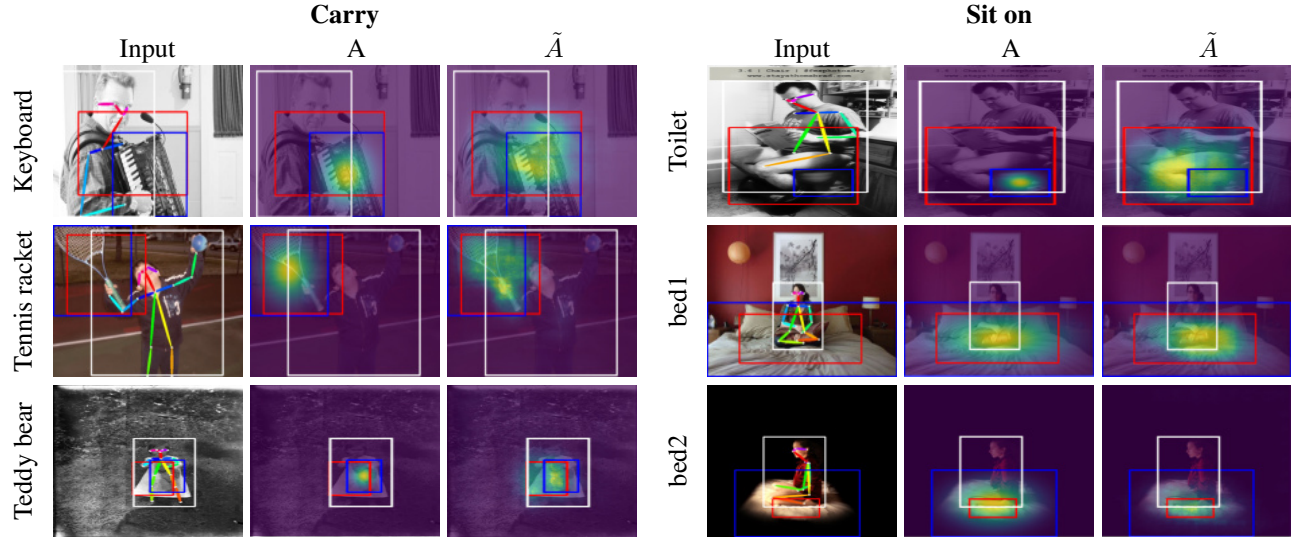 Carry
Sit on
Input
A
Ã
Input
A
Ã
Keyboard
Toilet
Tennis racket
bed1
Teddy bear
bed2